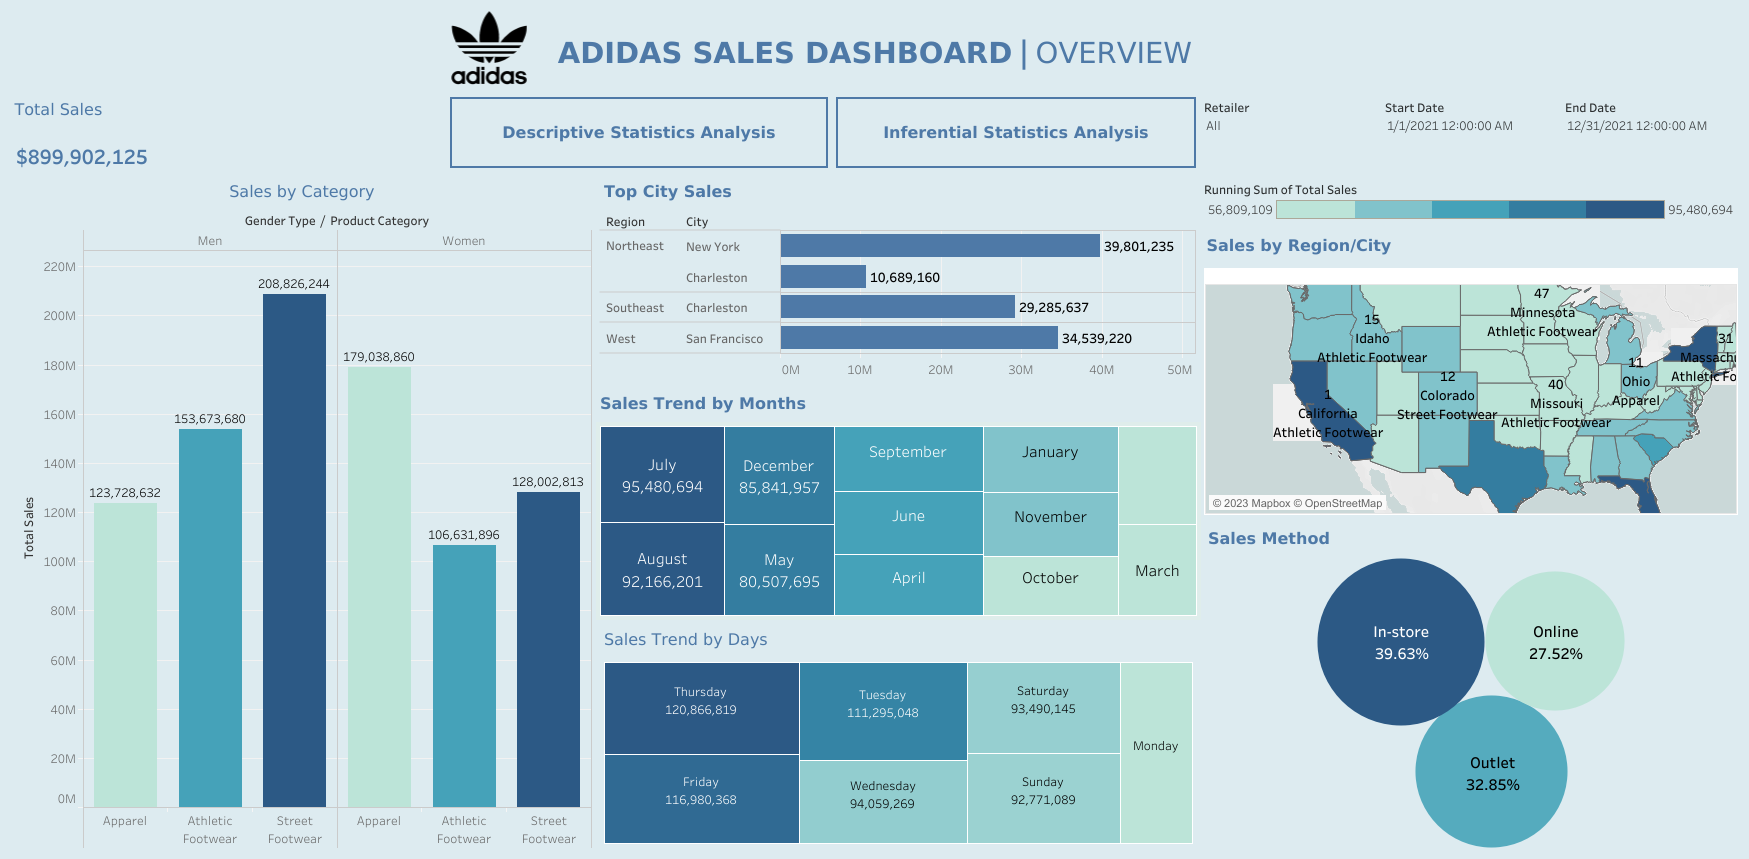 adidas
ADIDAS SALES DASHBOARD | OVERVIEW
Total Sales
$899,902,125
Descriptive Statistics Analysis
Inferential Statistics Analysis
Retailer
All
Start Date
1/1/2021 12:00:00 AM
End Date
12/31/2021 12:00:00 AM
Sales by Category
Gender Type / Product Category
Men
Women
Total Sales
220M
200M
180M
160M
140M
120M
100M
80M
60M
40M
20M
0M
123,728,632
153,673,680
208,826,244
179,038,860
106,631,896
128,002,813
Apparel
Athletic
Footwear
Street
Footwear
Apparel
Athletic
Footwear
Street
Footwear
Top City Sales
Region City
Northeast New York 39,801,235
Charleston 10,689,160
Southeast Charleston 29,285,637
West San Francisco 34,539,220
0M 10M 20M 30M 40M 50M
Sales Trend by Months
July
95,480,694
August
92,166,201
December
85,841,957
May
80,507,695
September
June
April
January
November
October
March
Sales Trend by Days
Thursday
120,866,819
Friday
116,980,368
Tuesday
111,295,048
Wednesday
94,059,269
Saturday
93,490,145
Sunday
92,771,089
Monday
Running Sum of Total Sales
56,809,109
95,480,694
Sales by Region/City
47
Minnesota
Athletic Footwear
15
Idaho
Athletic Footwear
31
Massachu
Athletic Fo
11
Ohio
Apparel
12
Colorado
Street Footwear
40
Missouri
Athletic Footwear
1
California
Athletic Footwear
© 2023 Mapbox © OpenStreetMap
Sales Method
In-store
39.63%
Online
27.52%
Outlet
32.85%